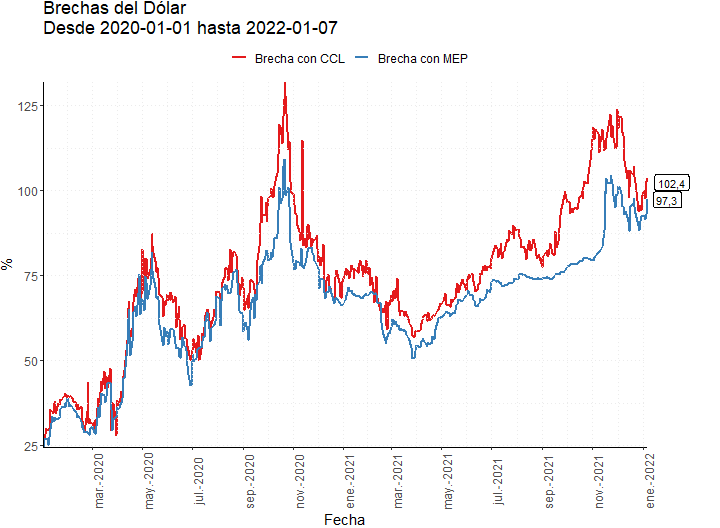 Brechas del Dólar
Desde 2020-01-01 hasta 2022-01-07
Brecha con CCL
Brecha con MEP
%
125
100
75
50
25
102,4
97,3
mar.-2020
may.-2020
jul.-2020
sep.-2020
nov.-2020
ene.-2021
mar.-2021
may.-2021
jul.-2021
sep.-2021
nov.-2021
ene.-2022
Fecha